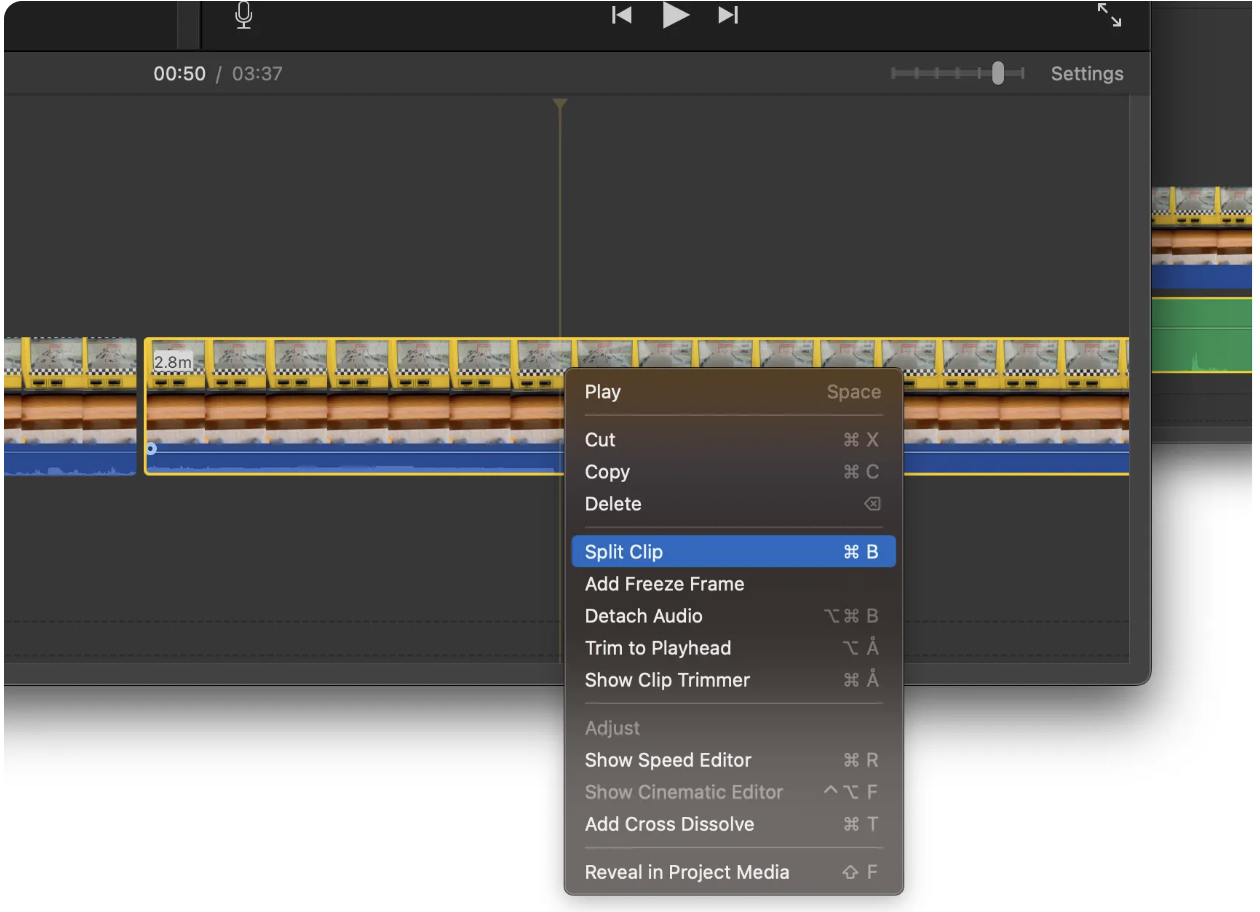 00:50 / 03:37
Settings
2.8m
Play Space
Cut ⌘ X
Copy ⌘ C
Delete ⌫
Split Clip ⌘ B
Add Freeze Frame
Detach Audio ⌥⌘ B
Trim to Playhead ⌥ Å
Show Clip Trimmer ⌘ Å
Adjust
Show Speed Editor ⌘ R
Show Cinematic Editor ^⌥ F
Add Cross Dissolve ⌘ T
Reveal in Project Media ⇧ F